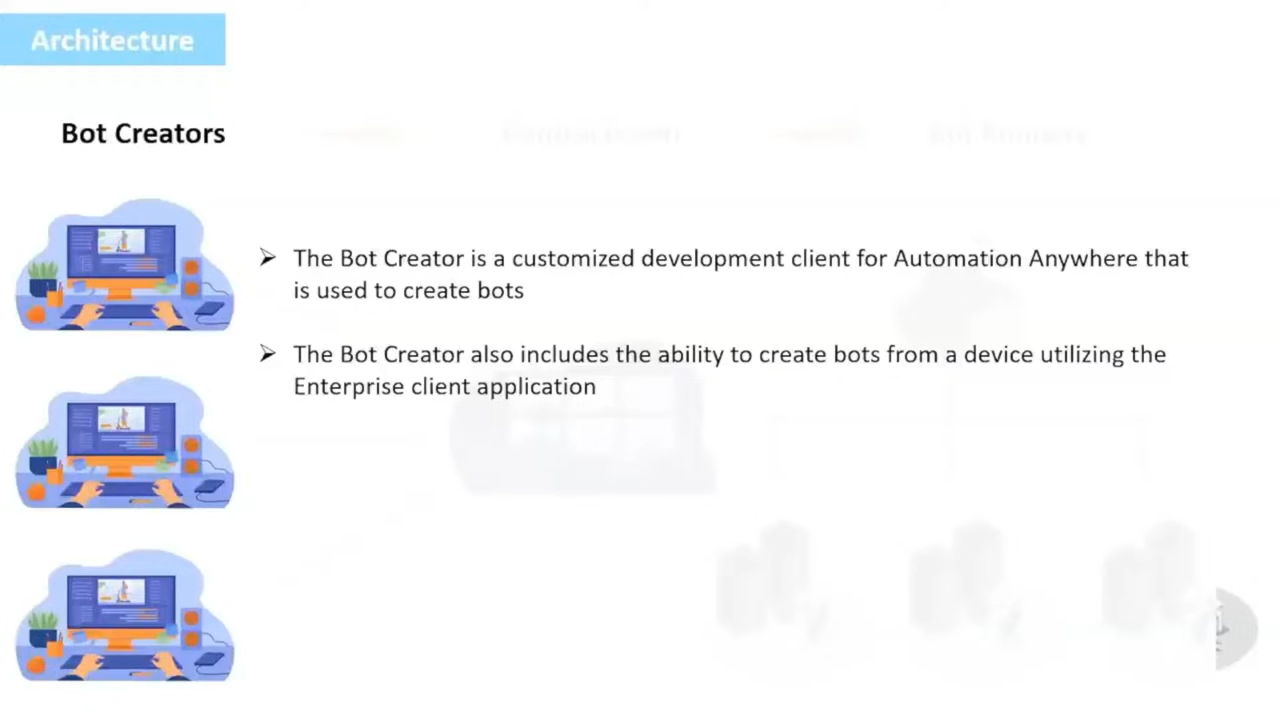 Architecture
Bot Creators
➢ The Bot Creator is a customized development client for Automation Anywhere that
is used to create bots
➢ The Bot Creator also includes the ability to create bots from a device utilizing the
Enterprise client application